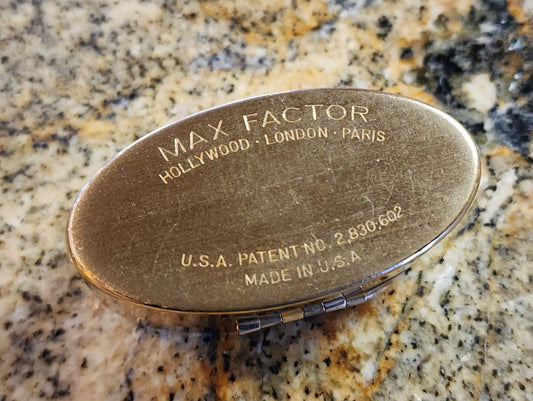 MAX FACTOR
HOLLYWOOD · LONDON · PARIS
U.S.A. PATENT NO. 2,830,602
MADE IN U.S.A